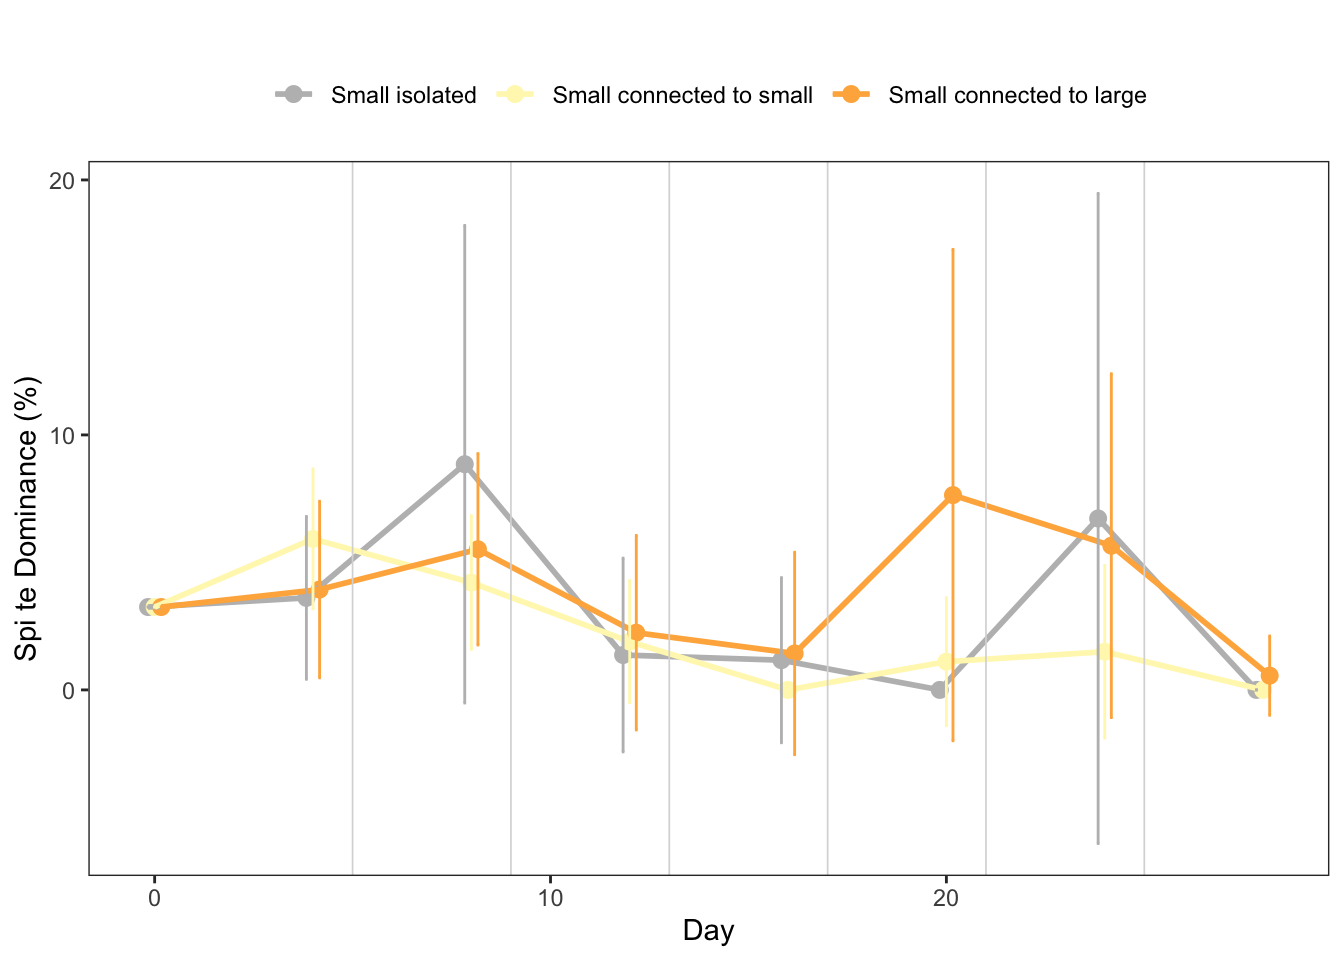 Small isolated Small connected to small Small connected to large
20
10
0
Spi te Dominance (%)
0 10 20
Day